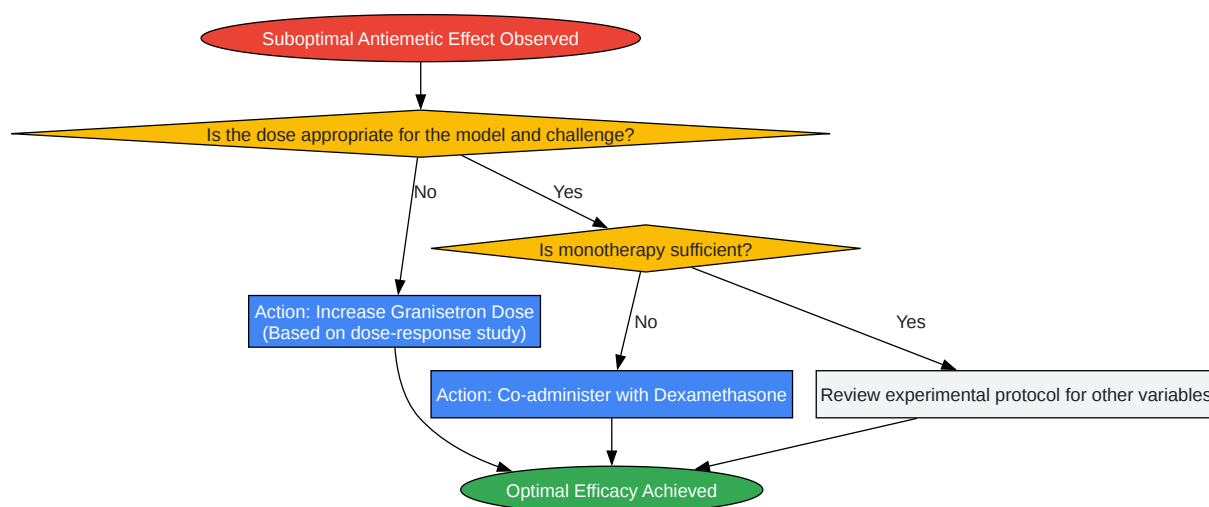 Suboptimal Antiemetic Effect Observed
Is the dose appropriate for the model and challenge?
No
Yes
Is monotherapy sufficient?
Action: Increase Granisetron Dose
(Based on dose-response study)
No
Yes
Action: Co-administer with Dexamethasone
Review experimental protocol for other variables
Optimal Efficacy Achieved